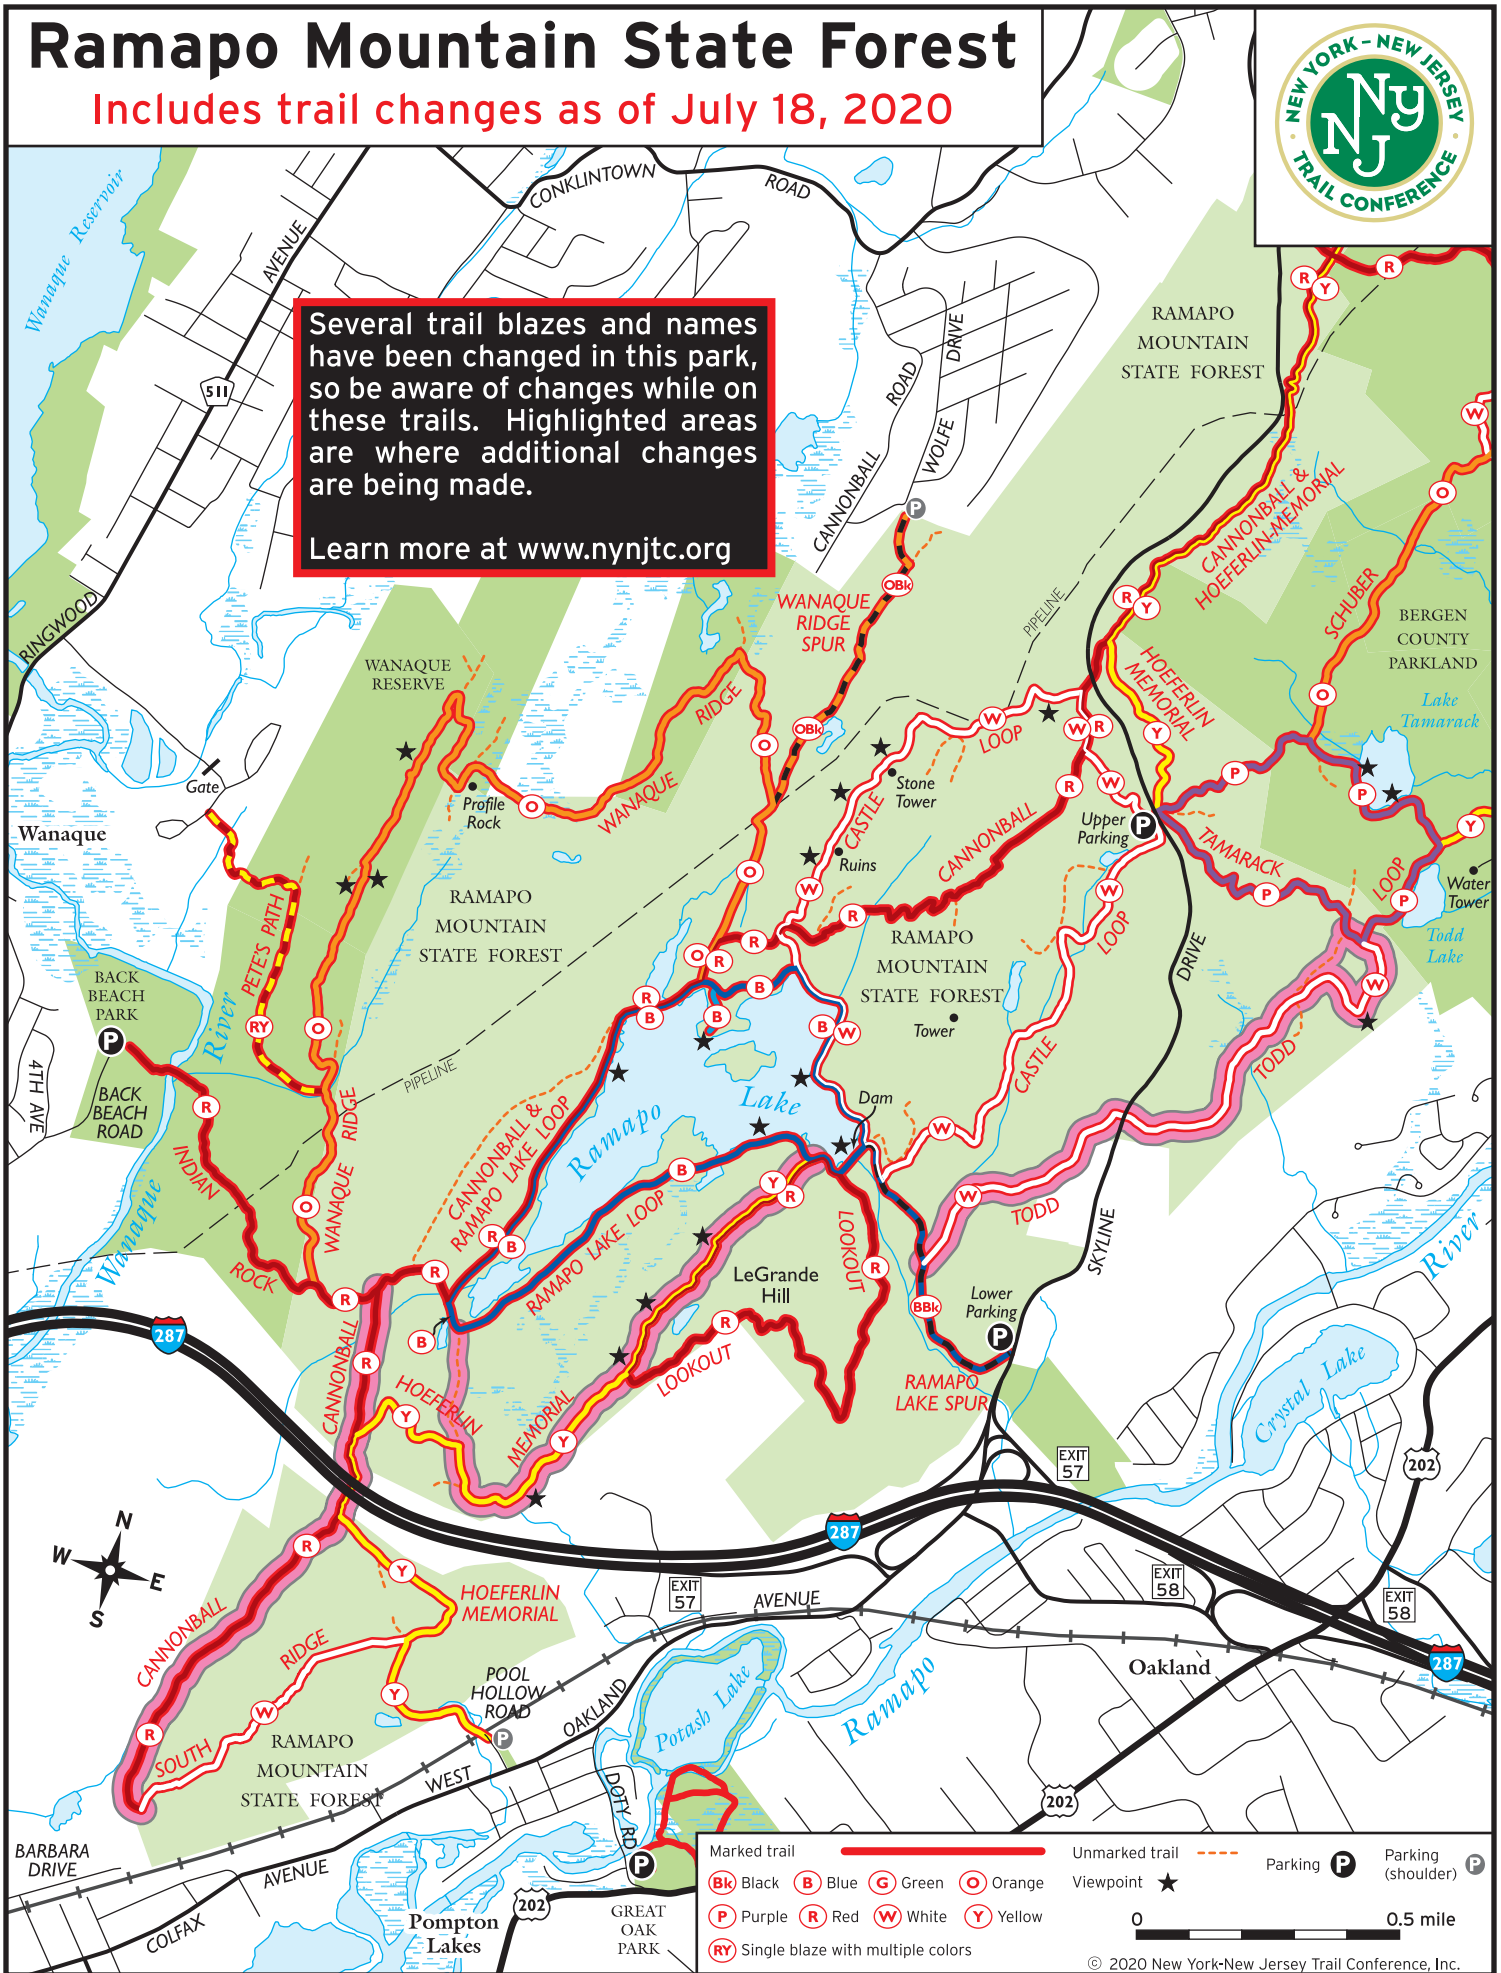 Ramapo Mountain State Forest
Includes trail changes as of July 18, 2020
NEW YORK – NEW JERSEY
NY
NJ
TRAIL CONFERENCE
Several trail blazes and names
have been changed in this park,
so be aware of changes while on
these trails. Highlighted areas
are where additional changes
are being made.
Learn more at www.nynjtc.org
Wanaque Reservoir
AVENUE
511
RINGWOOD
CONKLINTOWN
ROAD
CANNONBALL
ROAD
WOLFE
DRIVE
P
RAMAPO
MOUNTAIN
STATE FOREST
R
Y
R
W
O
CANNONBALL &
HOEFERLIN-MEMORIAL
SCHUBER
BERGEN
COUNTY
PARKLAND
Lake
Tamarack
O
R
Y
PIPELINE
HOEFERLIN
MEMORIAL
Y
OBk
WANAQUE
RIDGE
SPUR
OBk
WANAQUE
RESERVE
RIDGE
WANAQUE
O
O
O
Profile
Rock
Gate
Wanaque
W
LOOP
W
R
R
W
Stone
Tower
CASTLE
Ruins
W
CANNONBALL
R
Upper
Parking
P
P
P
TAMARACK
P
LOOP
P
Y
Water
Tower
Todd
Lake
W
LOOP
W
RAMAPO
MOUNTAIN
STATE FOREST
RAMAPO
MOUNTAIN
STATE FOREST
Tower
DRIVE
PETE'S PATH
RY
O
BACK
BEACH
PARK
P
River
4TH AVE
BACK
BEACH
ROAD
R
INDIAN
ROCK
PIPELINE
RIDGE
WANAQUE
O
R
Wanaque
O
R
R
R
B
B
B
B
W
Ramapo
Lake
Dam
CANNONBALL &
RAMAPO LAKE LOOP
R
B
RAMAPO LAKE LOOP
B
R
B
Y
R
CASTLE
W
TODD
W
TODD
SKYLINE
LOOKOUT
R
LeGrande
Hill
R
LOOKOUT
BBk
Lower
Parking
P
RAMAPO
LAKE SPUR
River
Crystal Lake
287
CANNONBALL
R
HOEFERLIN
Y
MEMORIAL
Y
EXIT
57
202
287
N
W
E
S
R
Y
HOEFERLIN
MEMORIAL
EXIT
57
AVENUE
EXIT
58
EXIT
58
287
CANNONBALL
RIDGE
Y
POOL
HOLLOW
ROAD
P
OAKLAND
Oakland
Ramapo
R
W
SOUTH
RAMAPO
MOUNTAIN
STATE FOREST
Potash Lake
WEST
DOTY RD
202
BARBARA
DRIVE
AVENUE
P
COLFAX
202
Pompton
Lakes
GREAT
OAK
PARK
Marked trail
Unmarked trail
Parking P
Parking
(shoulder) P
Bk Black B Blue G Green O Orange
Viewpoint
P Purple R Red W White Y Yellow
0 0.5 mile
RY Single blaze with multiple colors
© 2020 New York-New Jersey Trail Conference, Inc.